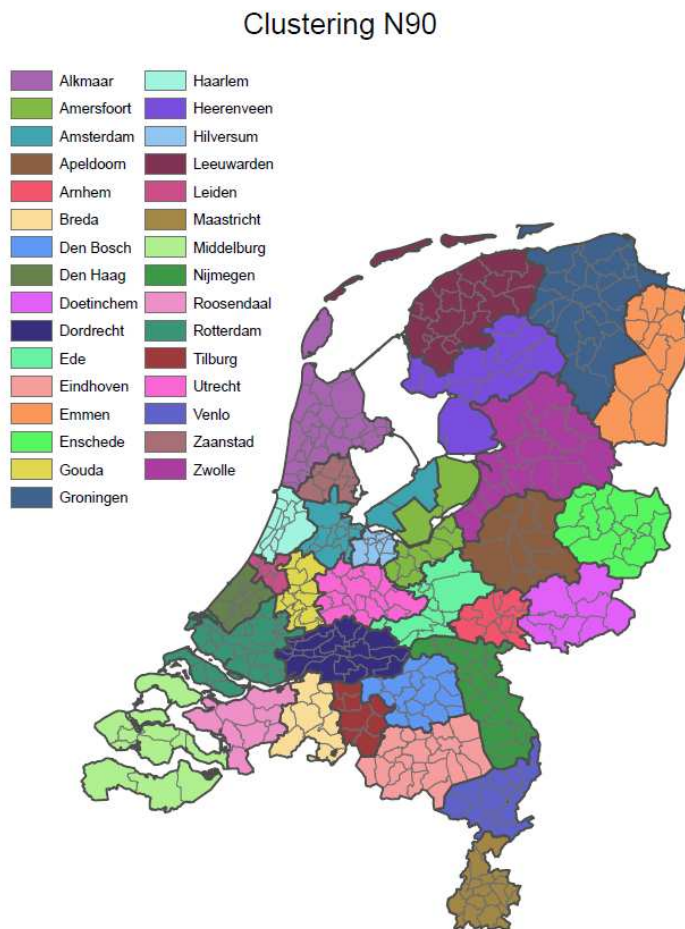 Clustering N90
Alkmaar
Amersfoort
Amsterdam
Apeldoorn
Arnhem
Breda
Den Bosch
Den Haag
Doetinchem
Dordrecht
Ede
Eindhoven
Emmen
Enschede
Gouda
Groningen
Haarlem
Heerenveen
Hilversum
Leeuwarden
Leiden
Maastricht
Middelburg
Nijmegen
Roosendaal
Rotterdam
Tilburg
Utrecht
Venlo
Zaanstad
Zwolle